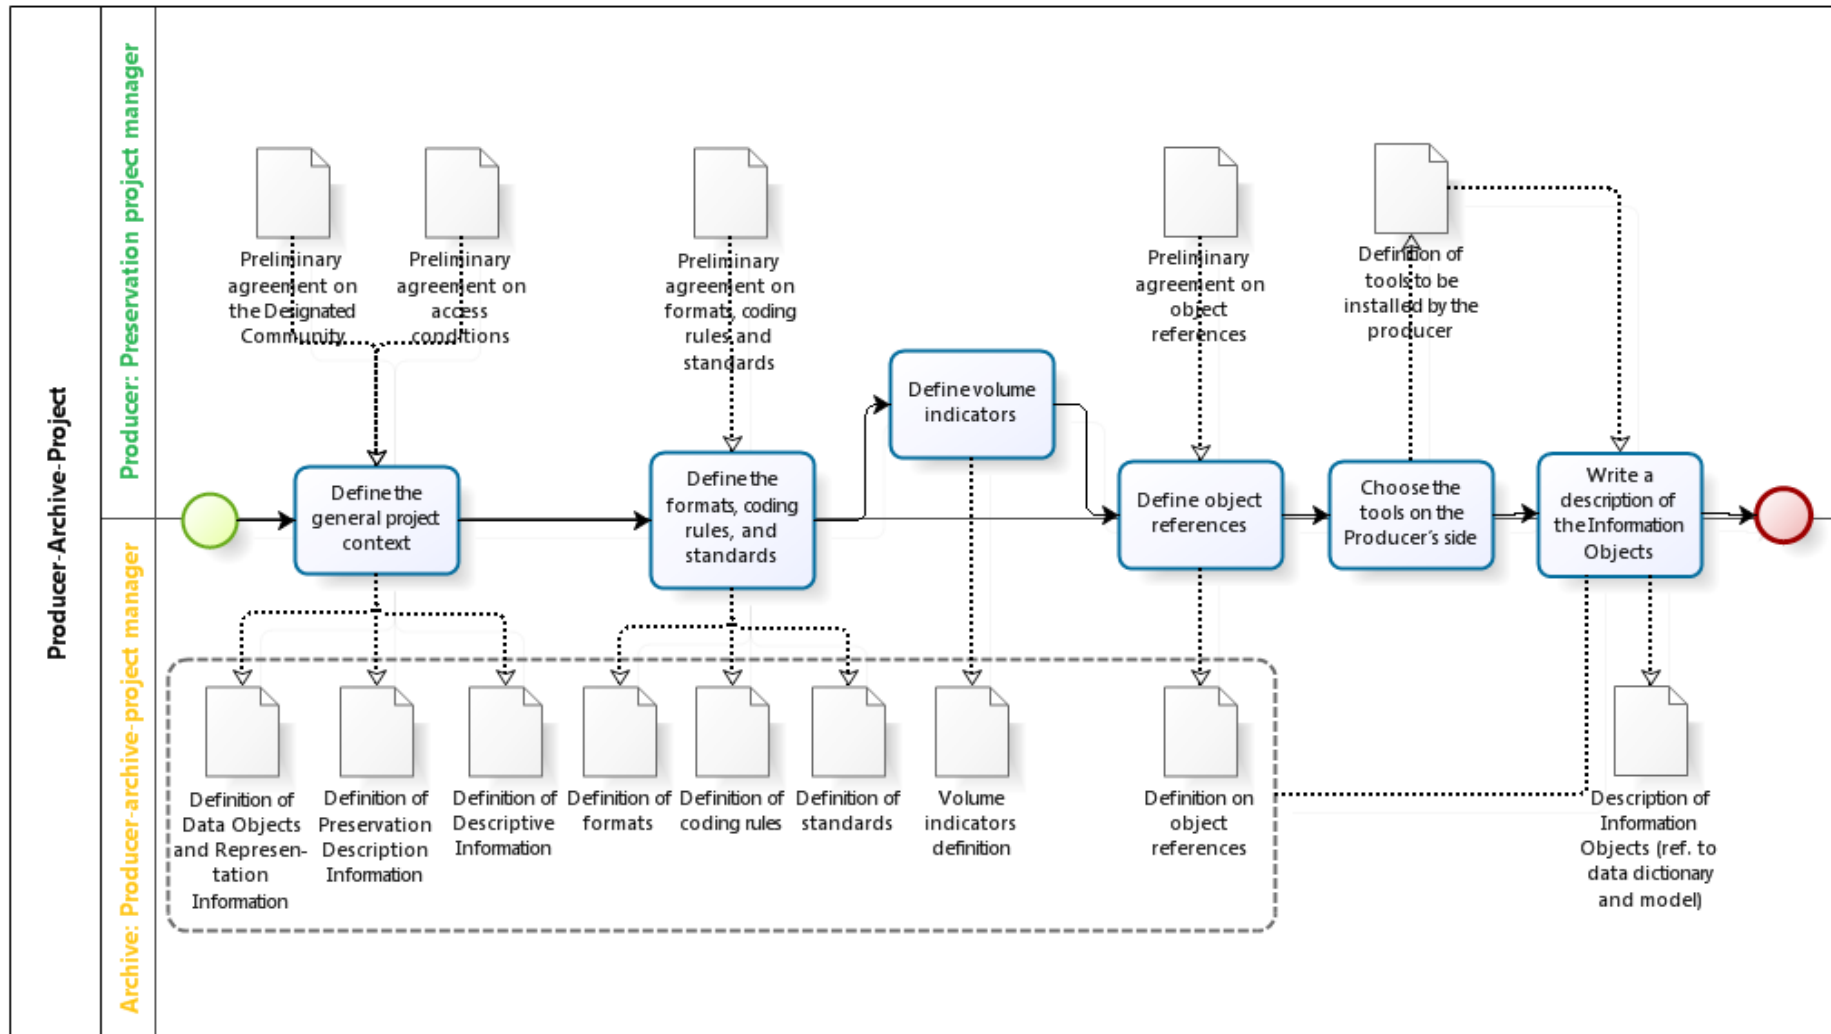 Producer-Archive-Project
Producer: Preservation project manager
Archive: Producer-archive-project manager
Preliminary
agreement on
the Designated
Community
Preliminary
agreement on
access
conditions
Preliminary
agreement on
formats, coding
rules and
standards
Preliminary
agreement on
object
references
Definition of
tools to be
installed by the
producer
Define the
general project
context
Define the
formats, coding
rules, and
standards
Define volume
indicators
Define object
references
Choose the
tools on the
Producer's side
Write a
description of
the Information
Objects
Definition of
Data Objects
and Represen-
tation
Information
Definition of
Preservation
Description
Information
Definition of
Descriptive
Information
Definition of
formats
Definition of
coding rules
Definition of
standards
Volume
indicators
definition
Definition on
object
references
Description of
Information
Objects (ref. to
data dictionary
and model)